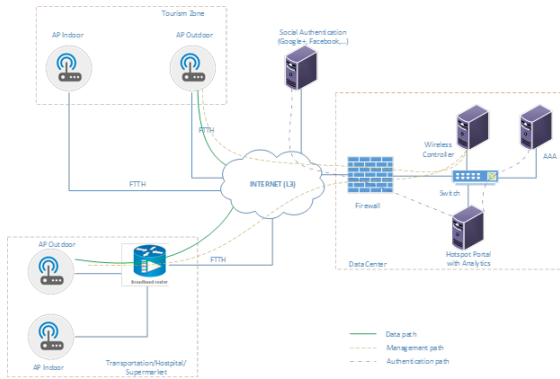 Tourism Zone
AP Indoor
AP Outdoor
Social Authentication
(Google+, Facebook,...)
FTTH
Wireless
Controller
AAA
FTTH
INTERNET (L3)
Firewall
Switch
AP Outdoor
Broadband router
FTTH
Hotspot Portal
with Analytics
Data Center
AP Indoor
Transportation/Hostpital/
Supermarket
Data path
Management path
Authentication path